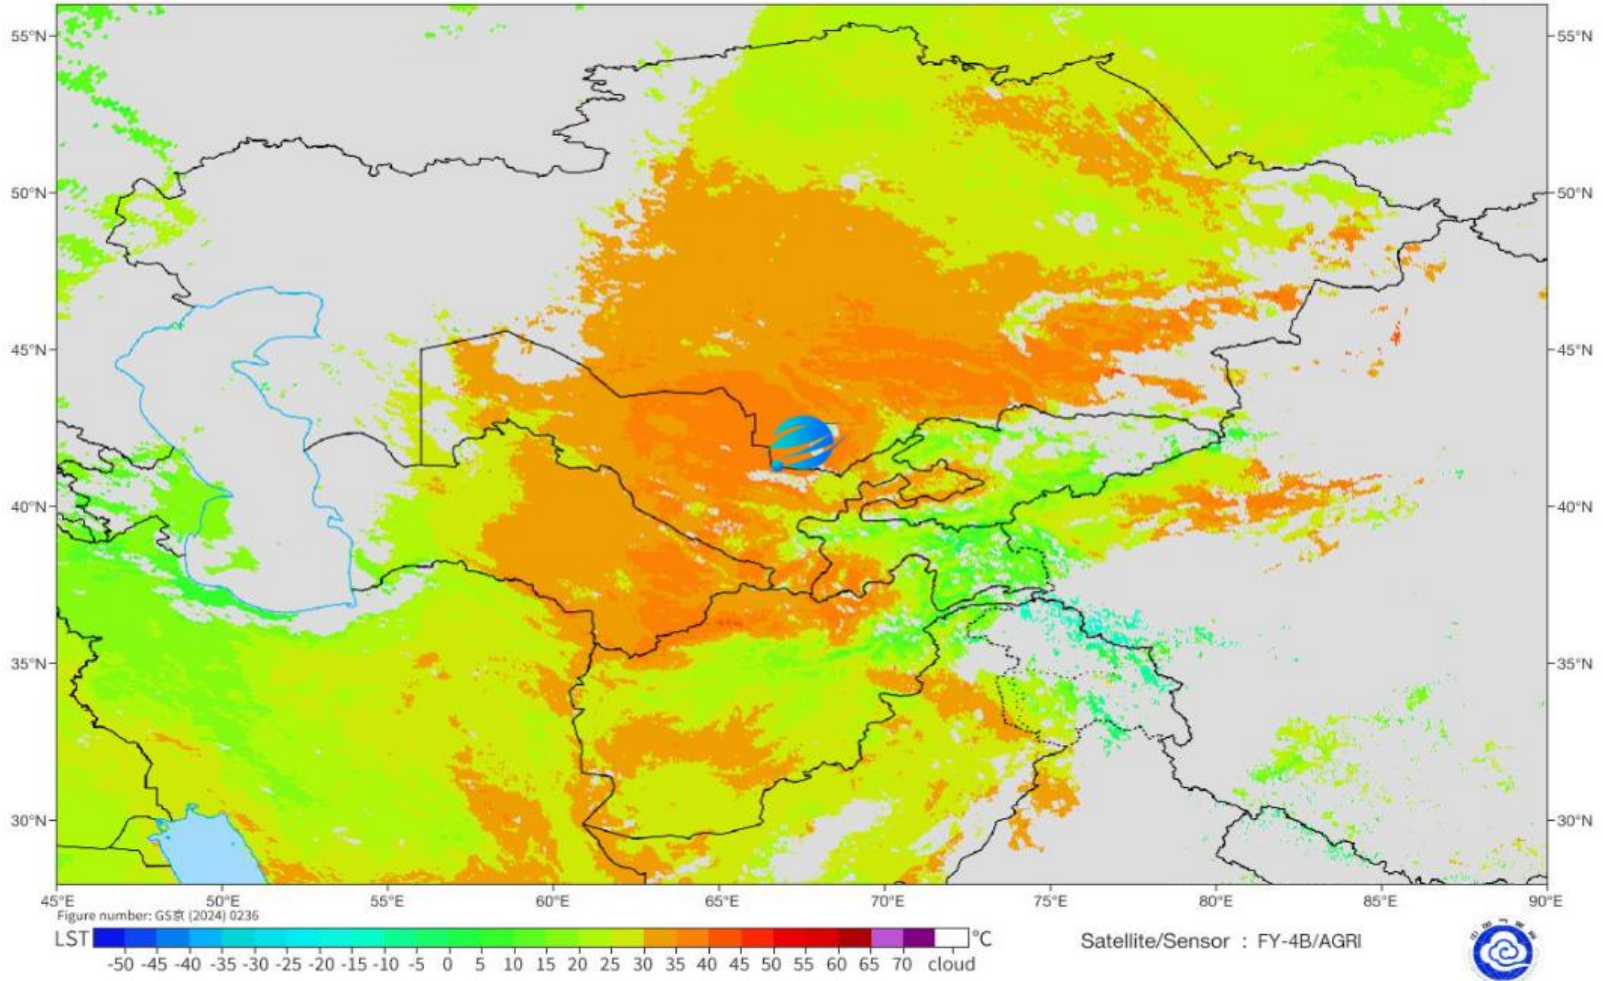 55°N 55°N
50°N 50°N
45°N 45°N
40°N 40°N
35°N 35°N
30°N 30°N
45°E 50°E 55°E 60°E 65°E 70°E 75°E 80°E 85°E 90°E
Figure number: GS京 (2024) 0236
LST °C
-50 -45 -40 -35 -30 -25 -20 -15 -10 -5 0 5 10 15 20 25 30 35 40 45 50 55 60 65 70 cloud
Satellite/Sensor : FY-4B/AGRI